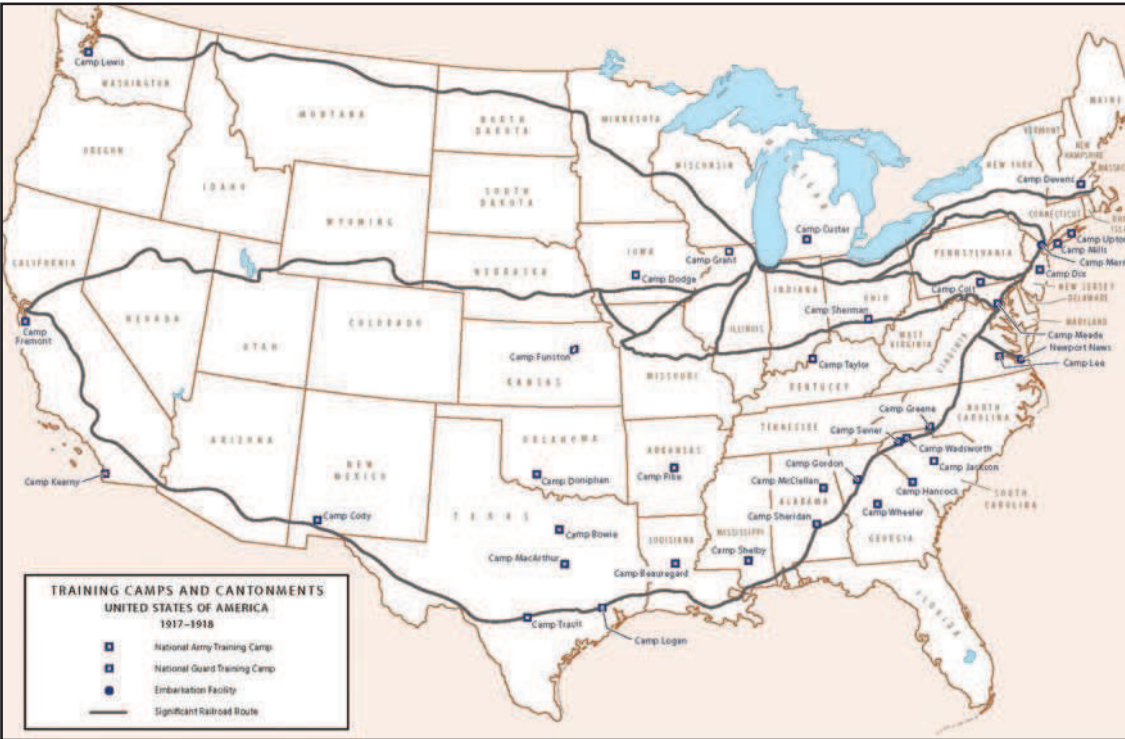 Camp Lewis
WASHINGTON
MONTANA
NORTH
DAKOTA
MINNESOTA
MAINE
VERMONT
NEW
HAMPSHIRE
OREGON
IDAHO
WISCONSIN
MICHIGAN
NEW YORK
Camp Devens
SOUTH
DAKOTA
WYOMING
CONNECTICUT
CALIFORNIA
IOWA
Camp Custer
Camp Upton
Camp Mills
Camp Grant
PENNSYLVANIA
NEBRASKA
Camp Dodge
Camp Dix
Camp Colt
NEW JERSEY
INDIANA
OHIO
DELAWARE
NEVADA
UTAH
COLORADO
ILLINOIS
Camp Sherman
MARYLAND
Camp
Fremont
WEST
VIRGINIA
VIRGINIA
Camp Meade
Camp Funston
KANSAS
MISSOURI
Camp Taylor
Newport News
Camp Lee
KENTUCKY
ARIZONA
NEW
MEXICO
OKLAHOMA
ARKANSAS
TENNESSEE
Camp Greene
NORTH
CAROLINA
Camp Sevier
Camp Wadsworth
Camp Kearny
Camp Doniphan
Camp Pike
Camp Gordon
Camp Jackson
Camp McClellan
Camp Hancock
SOUTH
CAROLINA
Camp Cody
TEXAS
ALABAMA
Camp Sheridan
Camp Wheeler
Camp Bowie
MISSISSIPPI
GEORGIA
LOUISIANA
Camp MacArthur
Camp Shelby
Camp Beauregard
FLORIDA
Camp Travis
Camp Logan
TRAINING CAMPS AND CANTONMENTS
UNITED STATES OF AMERICA
1917–1918
National Army Training Camp
National Guard Training Camp
Embarkation Facility
Significant Railroad Route